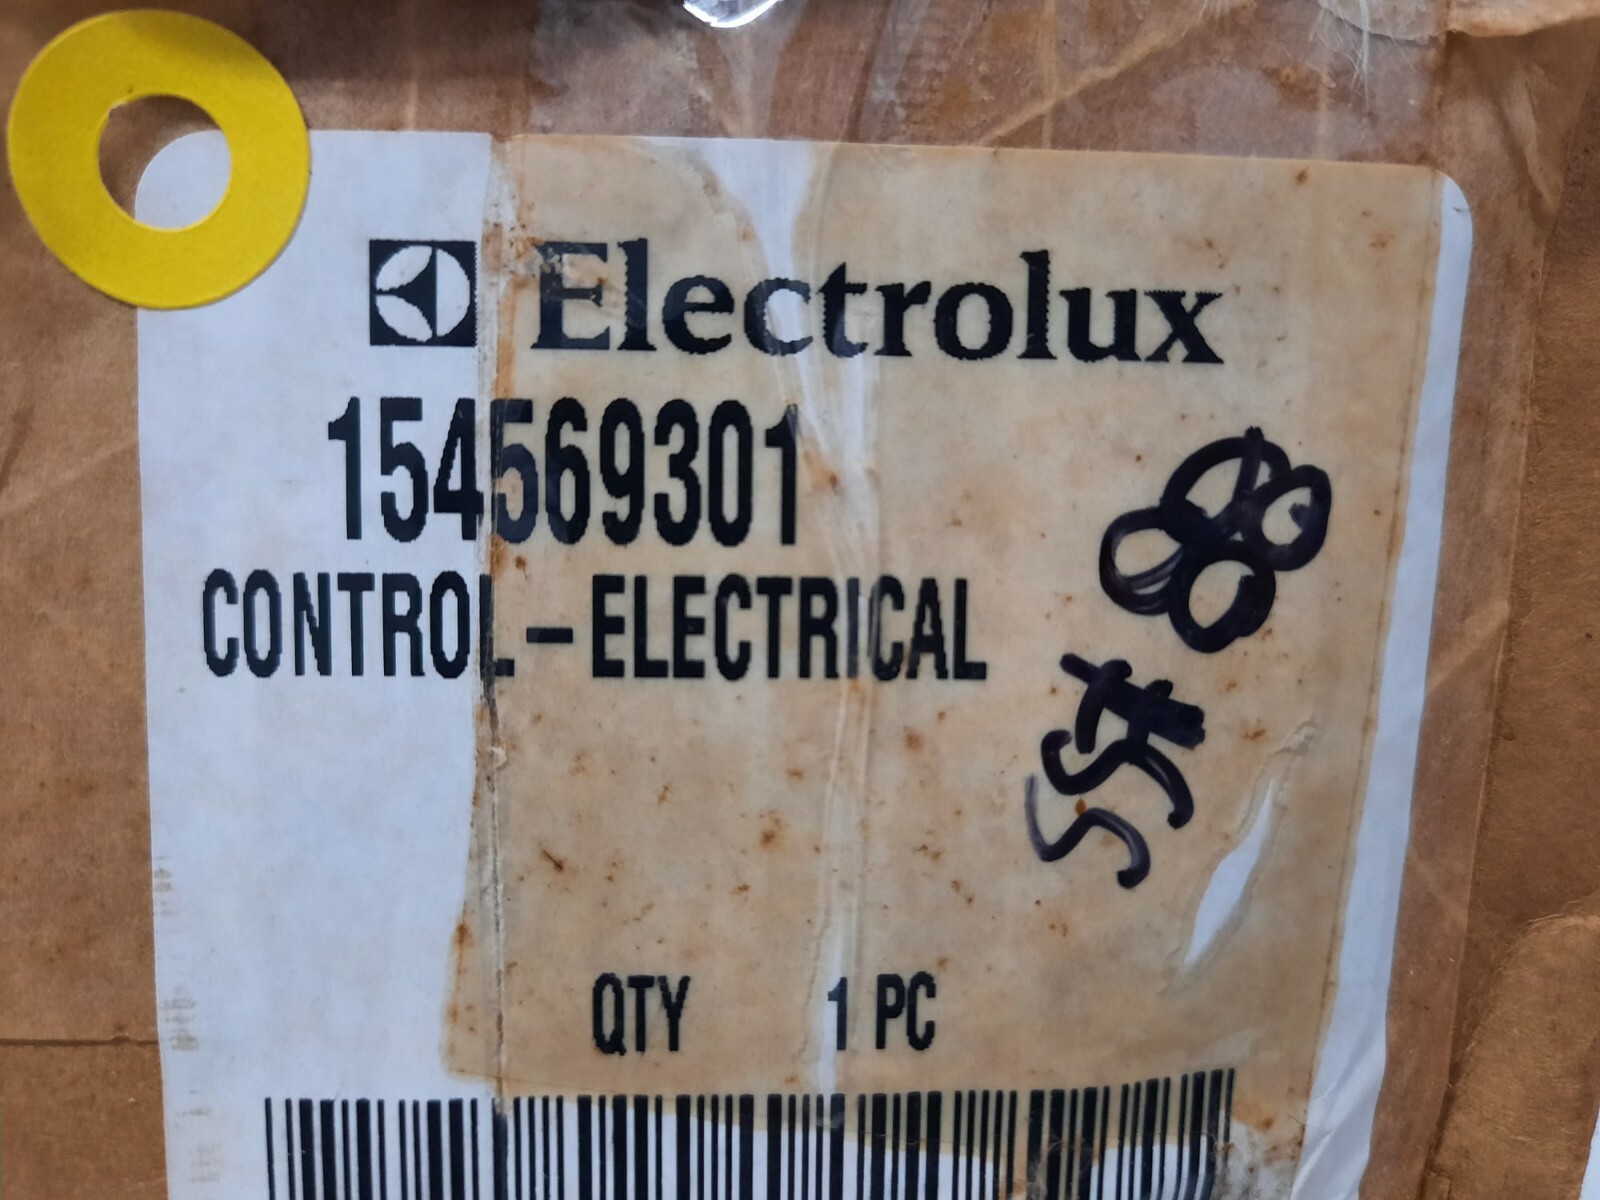 Electrolux
154569301
CONTROL-ELECTRICAL
QTY 1 PC